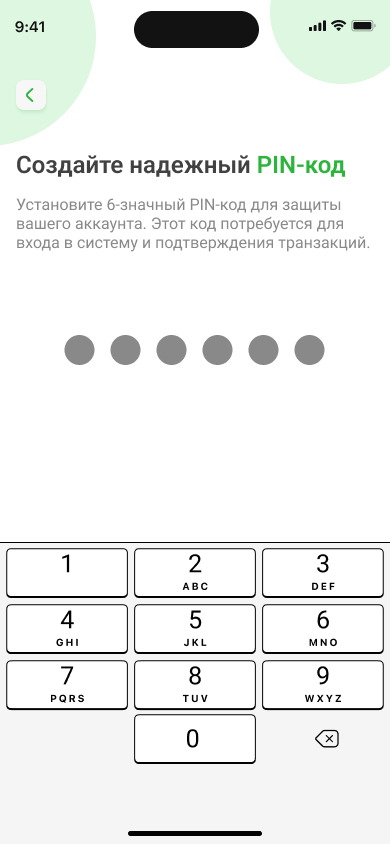 9:41
Создайте надежный PIN-код
Установите 6-значный PIN-код для защиты
вашего аккаунта. Этот код потребуется для
входа в систему и подтверждения транзакций.
1 2 3
ABC DEF
4 5 6
GHI JKL MNO
7 8 9
PQRS TUV WXYZ
0